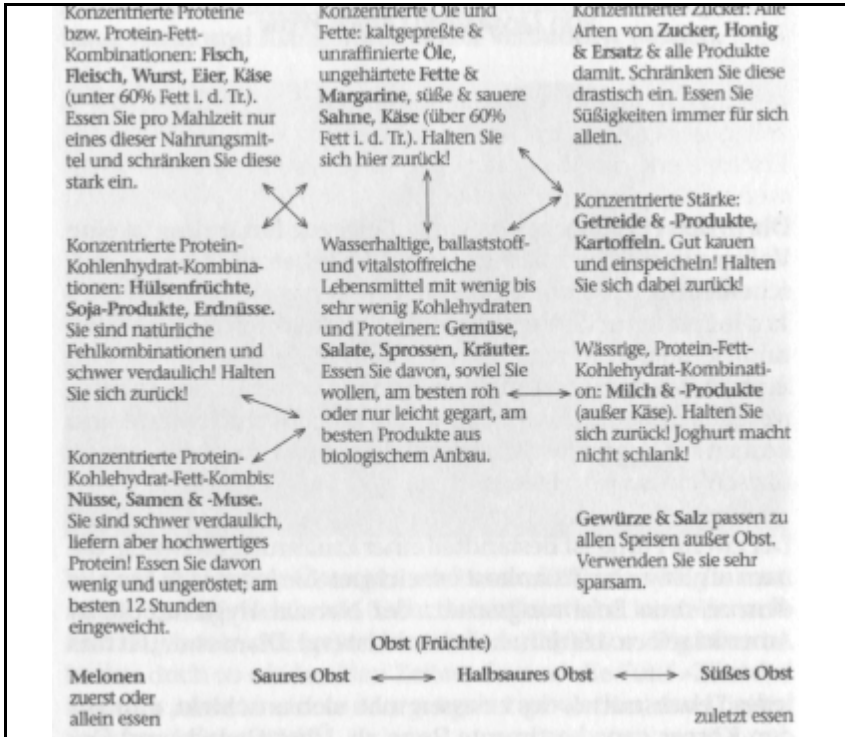 Konzentrierte Proteine
bzw. Protein-Fett-
Kombinationen: Fisch,
Fleisch, Wurst, Eier, Käse
(unter 60% Fett i. d. Tr.).
Essen Sie pro Mahlzeit nur
eines dieser Nahrungsmit-
tel und schränken Sie diese
stark ein.
Konzentrierte Öle und
Fette: kaltgepreßte &
unraffinierte Öle,
ungehärtete Fette &
Margarine, süße & sauere
Sahne, Käse (über 60%
Fett i. d. Tr.). Halten Sie
sich hier zurück!
Konzentrierter Zucker: Alle
Arten von Zucker, Honig
& Ersatz & alle Produkte
damit. Schränken Sie diese
drastisch ein. Essen Sie
Süßigkeiten immer für sich
allein.
Konzentrierte Protein-
Kohlenhydrat-Kombina-
tionen: Hülsenfrüchte,
Soja-Produkte, Erdnüsse.
Sie sind natürliche
Fehlkombinationen und
schwer verdaulich! Halten
Sie sich zurück!
Wasserhaltige, ballaststoff-
und vitalstoffreiche
Lebensmittel mit wenig bis
sehr wenig Kohlehydraten
und Proteinen: Gemüse,
Salate, Sprossen, Kräuter.
Essen Sie davon, soviel Sie
wollen, am besten roh
oder nur leicht gegart, am
besten Produkte aus
biologischem Anbau.
Konzentrierte Stärke:
Getreide & -Produkte,
Kartoffeln. Gut kauen
und einspeicheln! Halten
Sie sich dabei zurück!
Wässrige, Protein-Fett-
Kohlehydrat-Kombinati-
on: Milch & -Produkte
(außer Käse). Halten Sie
sich zurück! Joghurt macht
nicht schlank!
Konzentrierte Protein-
Kohlehydrat-Fett-Kombis:
Nüsse, Samen & -Muse.
Sie sind schwer verdaulich,
liefern aber hochwertiges
Protein! Essen Sie davon
wenig und ungeröstet; am
besten 12 Stunden
eingeweicht.
Gewürze & Salz passen zu
allen Speisen außer Obst.
Verwenden Sie sie sehr
sparsam.
Obst (Früchte)
Melonen
zuerst oder
allein essen
Saures Obst
Halbsaures Obst
Süßes Obst
zuletzt essen